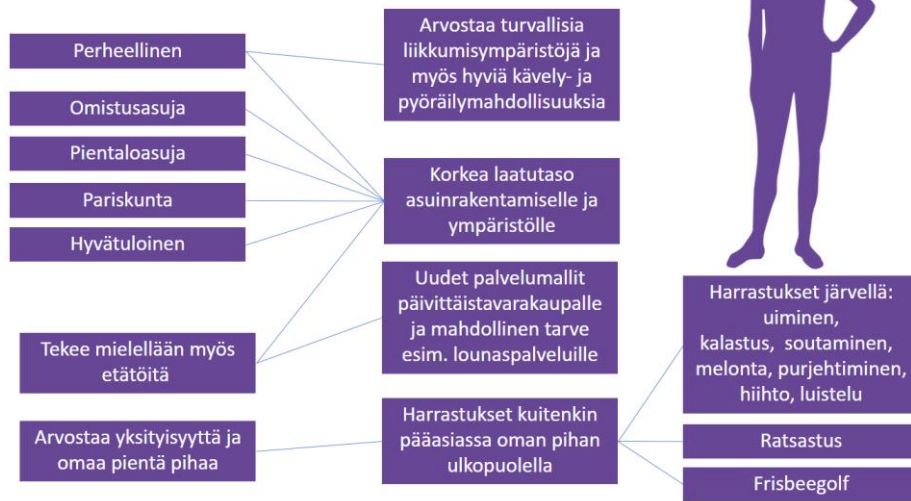 Perheellinen
Omistusasuja
Pientaloasuja
Pariskunta
Hyvätuloinen
Tekee mielellään myös
etätöitä
Arvostaa yksityisyyttä ja
omaa pientä pihaa
Arvostaa turvallisia
liikkumisympäristöjä ja
myös hyviä kävely- ja
pyöräilymahdollisuuksia
Korkea laatutaso
asuinrakentamiselle ja
ympäristölle
Uudet palvelumallit
päivittäistavarakaupalle
ja mahdollinen tarve
esim. lounaspalveluille
Harrastukset kuitenkin
pääasiassa oman pihan
ulkopuolella
Harrastukset järvellä:
uiminen,
kalastus, soutaminen,
melonta, purjehtiminen,
hiihto, luistelu
Ratsastus
Frisbeegolf